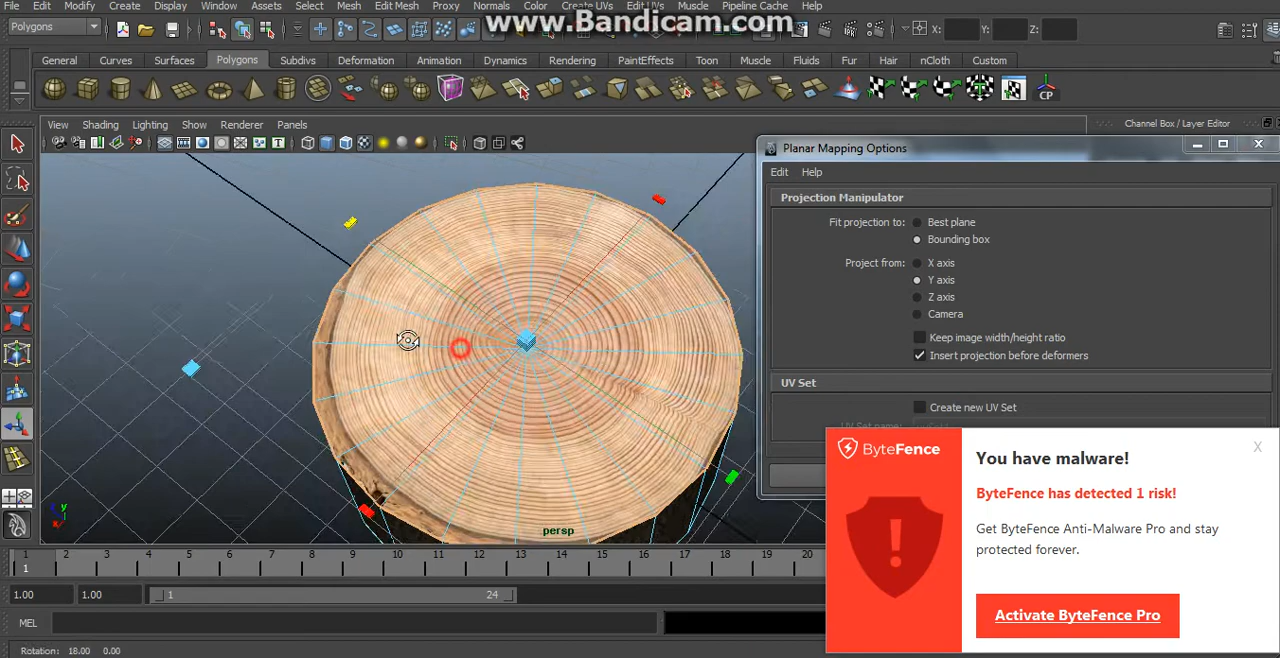 File Edit Modify Create Display Window Assets Select Mesh Edit Mesh Proxy Normals Color Create UVs Edit UVs Muscle Pipeline Cache Help
www.Bandicam.com
Polygons X: Y: Z:
General Curves Surfaces Polygons Subdivs Deformation Animation Dynamics Rendering PaintEffects Toon Muscle Fluids Fur Hair nCloth Custom
CP
View Shading Lighting Show Renderer Panels
Channel Box / Layer Editor
Planar Mapping Options
Edit Help
Projection Manipulator
Fit projection to: Best plane
Bounding box
Project from: X axis
Y axis
Z axis
Camera
Keep image width/height ratio
Insert projection before deformers
UV Set
Create new UV Set
ByteFence
X
You have malware!
ByteFence has detected 1 risk!
Get ByteFence Anti-Malware Pro and stay
protected forever.
Activate ByteFence Pro
y
x
persp
1 2 3 4 5 6 7 8 9 10 11 12 13 14 15 16 17 18 19 20
1
1.00 1.00 1 24
MEL
Rotation: 18.00 0.00